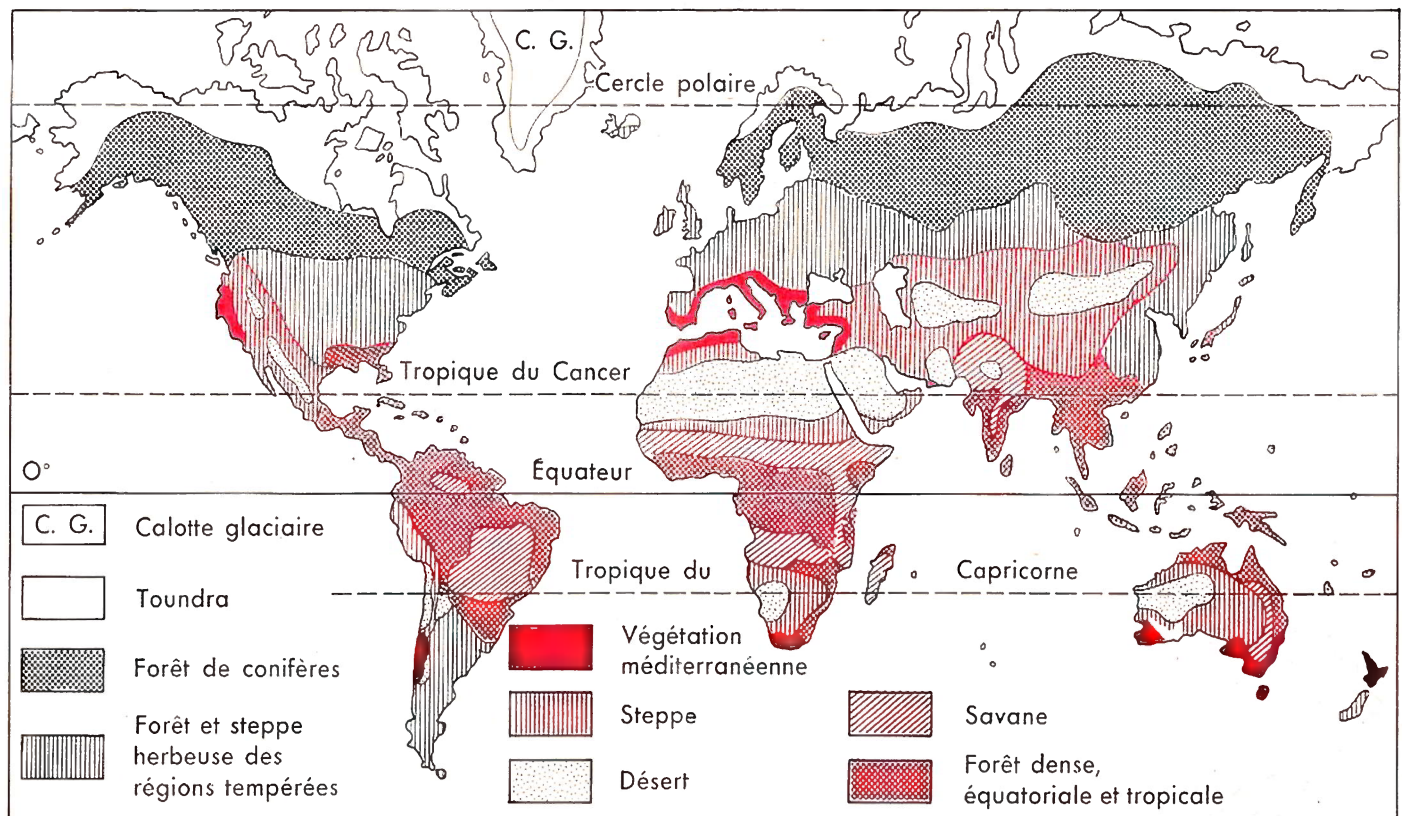 C. G.
Cercle polaire
Tropique du Cancer
O°
Équateur
Tropique du
Capricorne
C. G.
Calotte glaciaire
Toundra
Forêt de conifères
Forêt et steppe
herbeuse des
régions tempérées
Végétation
méditerranéenne
Steppe
Désert
Savane
Forêt dense,
équatoriale et tropicale